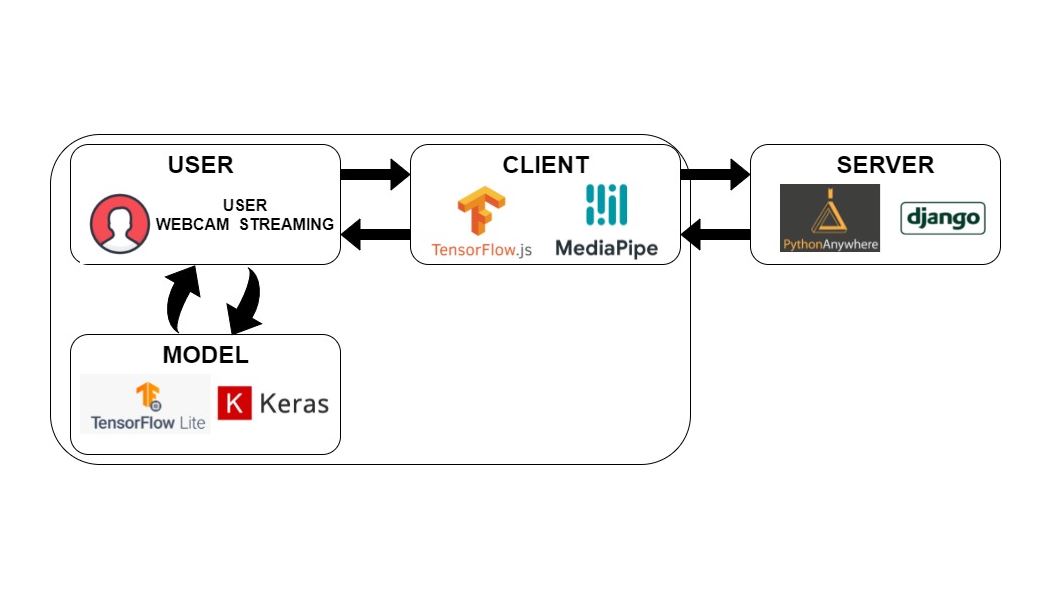 USER
USER
WEBCAM STREAMING
CLIENT
TensorFlow.js
MediaPipe
SERVER
PythonAnywhere
django
MODEL
TensorFlow Lite
K Keras